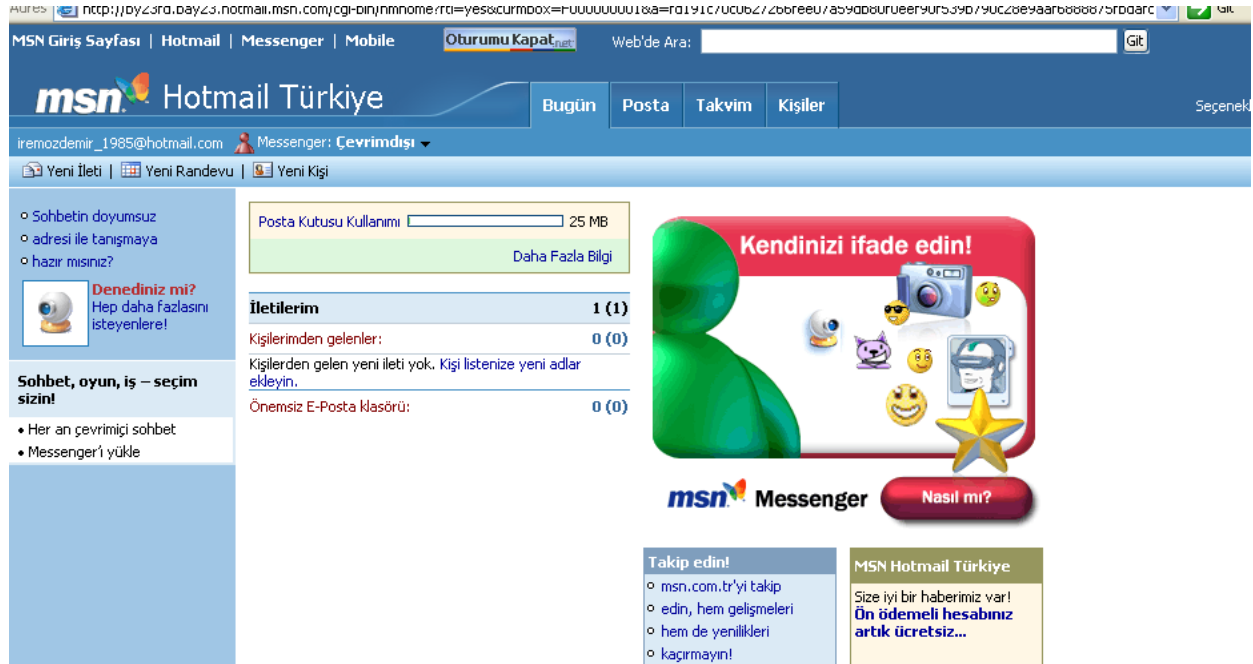 Adres
MSN Giriş Sayfası | Hotmail | Messenger | Mobile
Oturumu Kapat.net
Web'de Ara:
Git
msn Hotmail Türkiye
Bugün
Posta
Takvim
Kişiler
iremozdemir_1985@hotmail.com
Messenger: Çevrimdışı
Yeni İleti | Yeni Randevu | Yeni Kişi
Sohbetin doyumsuz
adresi ile tanışmaya
hazır mısınız?
Denediniz mi?
Hep daha fazlasını
isteyenlere!
Sohbet, oyun, iş – seçim
sizin!
• Her an çevrimiçi sohbet
• Messenger'ı yükle
Posta Kutusu Kullanımı 25 MB
Daha Fazla Bilgi
İletilerim 1 (1)
Kişilerimden gelenler: 0 (0)
Kişilerden gelen yeni ileti yok. Kişi listenize yeni adlar
ekleyin.
Önemsiz E-Posta klasörü: 0 (0)
Kendinizi ifade edin!
msn Messenger
Nasıl mı?
Takip edin!
msn.com.tr'yi takip
edin, hem gelişmeleri
hem de yenilikleri
kaçırmayın!
MSN Hotmail Türkiye
Size iyi bir haberimiz var!
Ön ödemeli hesabınız
artık ücretsiz...